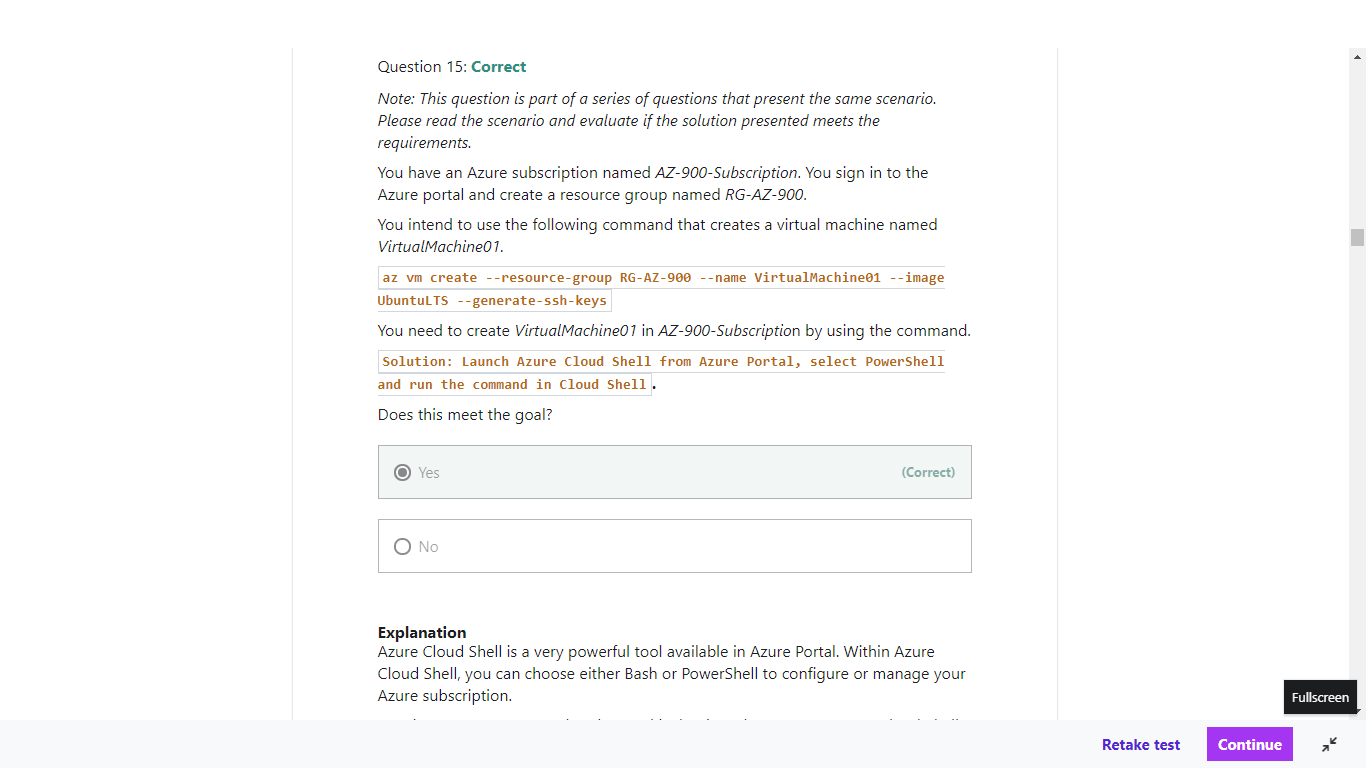 Question 15: Correct
Note: This question is part of a series of questions that present the same scenario.
Please read the scenario and evaluate if the solution presented meets the
requirements.
You have an Azure subscription named AZ-900-Subscription. You sign in to the
Azure portal and create a resource group named RG-AZ-900.
You intend to use the following command that creates a virtual machine named
VirtualMachine01.
az vm create --resource-group RG-AZ-900 --name VirtualMachine01 --image
UbuntuLTS --generate-ssh-keys
You need to create VirtualMachine01 in AZ-900-Subscription by using the command.
Solution: Launch Azure Cloud Shell from Azure Portal, select PowerShell
and run the command in Cloud Shell.
Does this meet the goal?
Yes (Correct)
No
Explanation
Azure Cloud Shell is a very powerful tool available in Azure Portal. Within Azure
Cloud Shell, you can choose either Bash or PowerShell to configure or manage your
Azure subscription.
Fullscreen
Retake test Continue